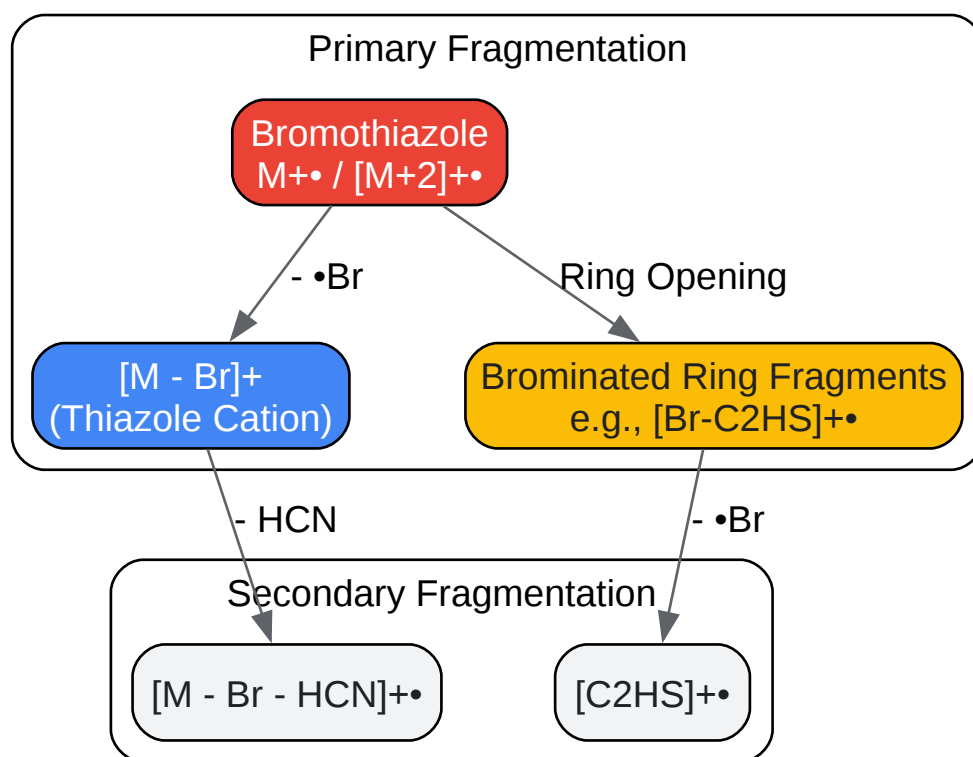 Primary Fragmentation
Bromothiazole
M+• / [M+2]+•
- •Br
Ring Opening
[M - Br]+
(Thiazole Cation)
Brominated Ring Fragments
e.g., [Br-C2HS]+•
- HCN
- •Br
Secondary Fragmentation
[M - Br - HCN]+•
[C2HS]+•